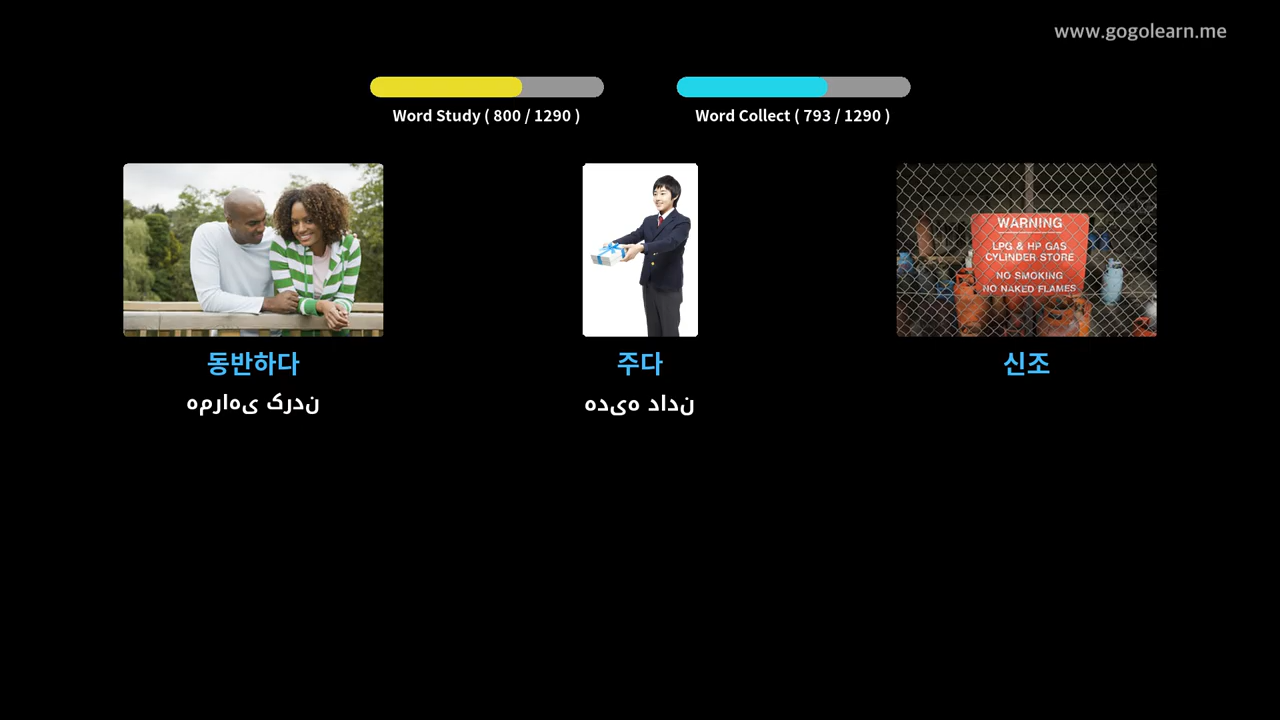 www.gogolearn.me
Word Study ( 800 / 1290 )
Word Collect ( 793 / 1290 )
WARNING
LPG & HP GAS
CYLINDER STORE
NO SMOKING
NO NAKED FLAMES
동반하다
주다
신조
همراهی کردن
هدیه دادن